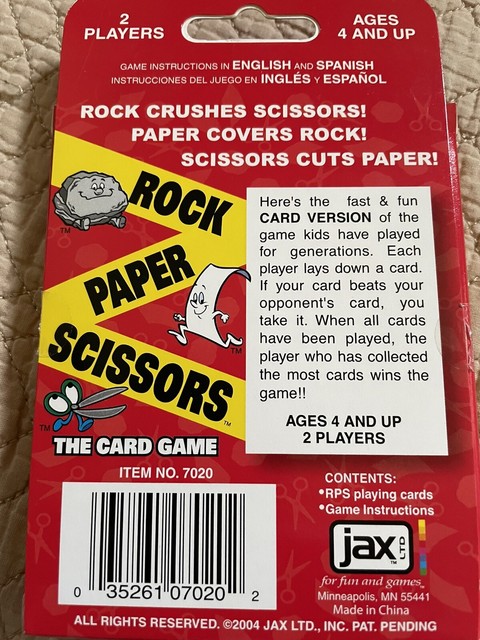 2 PLAYERS
AGES 4 AND UP
GAME INSTRUCTIONS IN ENGLISH AND SPANISH
INSTRUCCIONES DEL JUEGO EN INGLÉS Y ESPAÑOL
ROCK CRUSHES SCISSORS!
PAPER COVERS ROCK!
SCISSORS CUTS PAPER!
ROCK
TM
PAPER
TM
SCISSORS
TM
TM
THE CARD GAME
Here's the fast & fun
CARD VERSION of the
game kids have played
for generations. Each
player lays down a card.
If your card beats your
opponent's card, you
take it. When all cards
have been played, the
player who has collected
the most cards wins the
game!!
AGES 4 AND UP
2 PLAYERS
ITEM NO. 7020
0 35261 07020 2
CONTENTS:
•RPS playing cards
•Game Instructions
jax LTD
for fun and games
Minneapolis, MN 55441
Made in China
ALL RIGHTS RESERVED. ©2004 JAX LTD., INC. PAT. PENDING